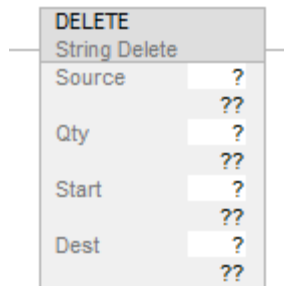 DELETE
String Delete
Source ?
??
Qty ?
??
Start ?
??
Dest ?
??